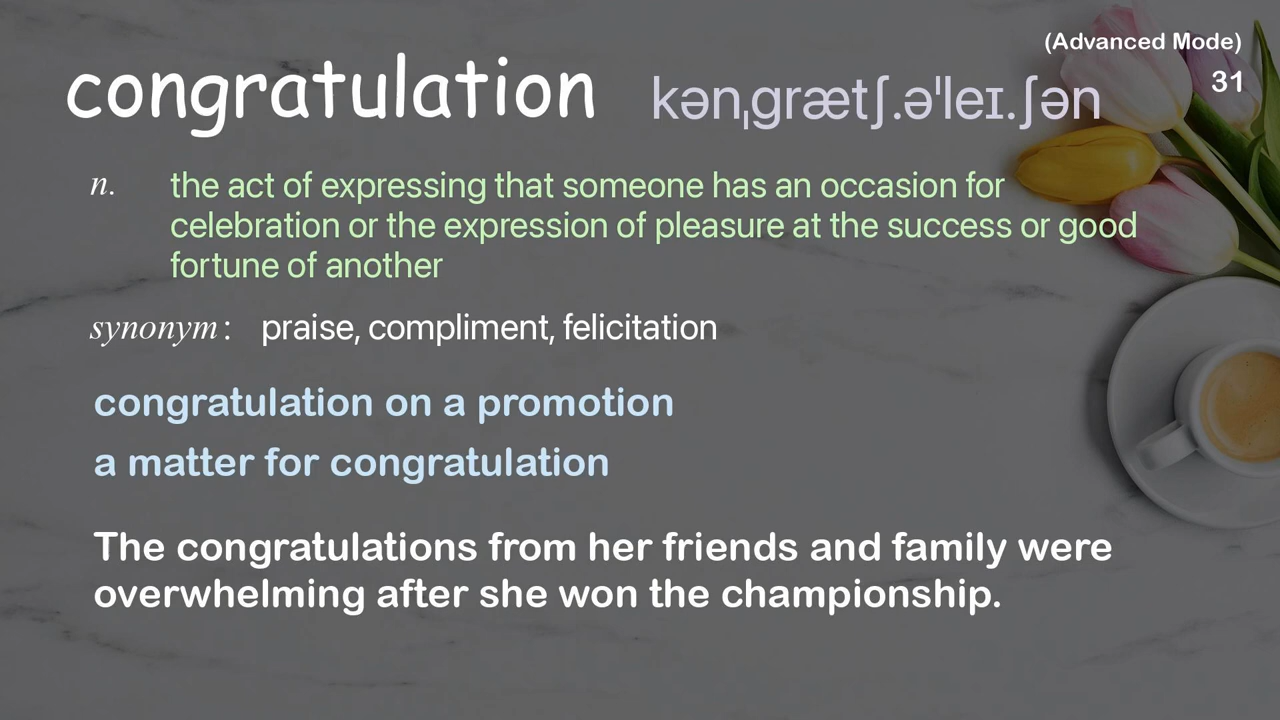 (Advanced Mode)
31
congratulation kənˌɡrætʃ.əˈleɪ.ʃən
n. the act of expressing that someone has an occasion for
celebration or the expression of pleasure at the success or good
fortune of another
synonym: praise, compliment, felicitation
congratulation on a promotion
a matter for congratulation
The congratulations from her friends and family were
overwhelming after she won the championship.